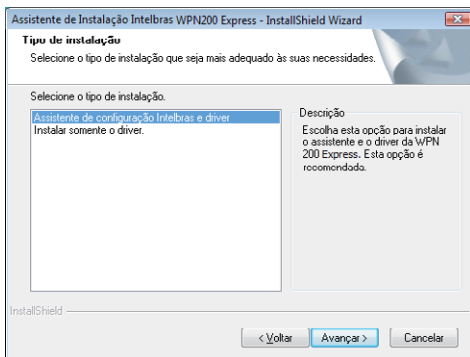 Assistente de Instalação Intelbras WPN200 Express - InstallShield Wizard
Tipo de instalação
Selecione o tipo de instalação que seja mais adequado às suas necessidades.
Selecione o tipo de instalação.
Assistente de configuração Intelbras e driver
Instalar somente o driver.
Descrição
Escolha esta opção para instalar
o assistente e o driver da WPN
200 Express. Esta opção é
recomendada.
InstallShield
< Voltar
Avançar >
Cancelar